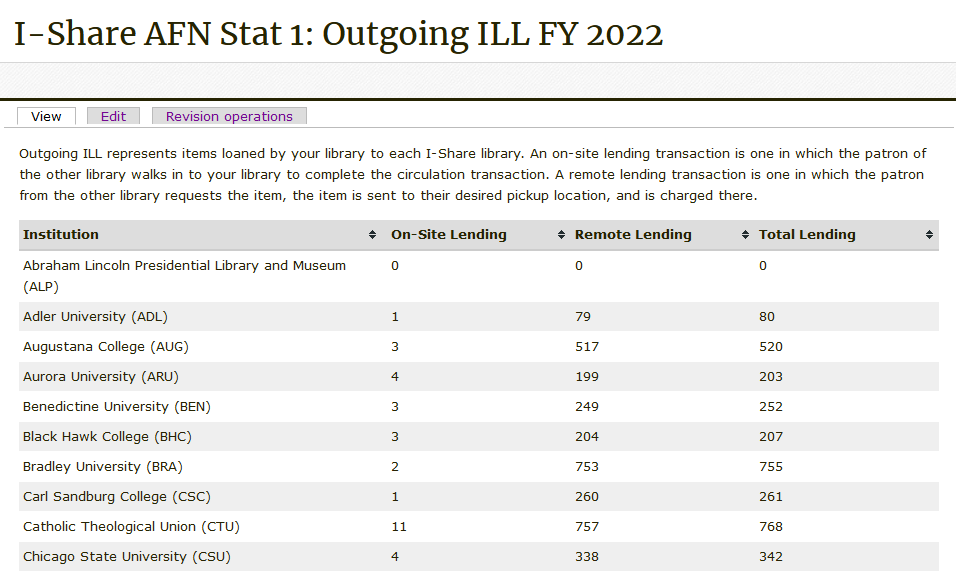 I-Share AFN Stat 1: Outgoing ILL FY 2022
View Edit Revision operations
Outgoing ILL represents items loaned by your library to each I-Share library. An on-site lending transaction is one in which the patron of
the other library walks in to your library to complete the circulation transaction. A remote lending transaction is one in which the patron
from the other library requests the item, the item is sent to their desired pickup location, and is charged there.
Institution On-Site Lending Remote Lending Total Lending
Abraham Lincoln Presidential Library and Museum 0 0 0
(ALP)
Adler University (ADL) 1 79 80
Augustana College (AUG) 3 517 520
Aurora University (ARU) 4 199 203
Benedictine University (BEN) 3 249 252
Black Hawk College (BHC) 3 204 207
Bradley University (BRA) 2 753 755
Carl Sandburg College (CSC) 1 260 261
Catholic Theological Union (CTU) 11 757 768
Chicago State University (CSU) 4 338 342